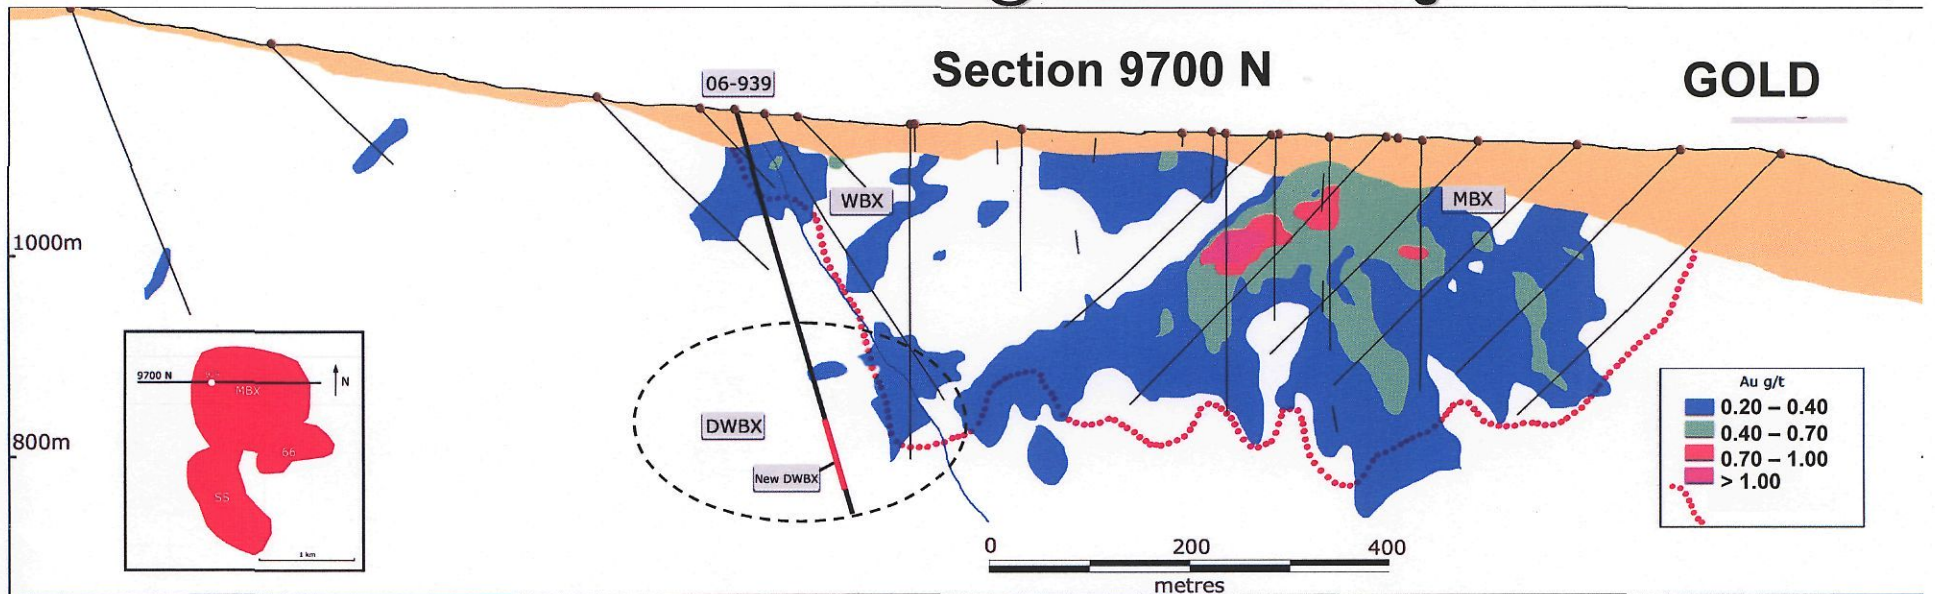 Section 9700 N
GOLD
06-939
WBX
MBX
1000m
800m
DWBX
New DWBX
9700 N
N
MBX
66
SS
1 km
Au g/t
0.20 – 0.40
0.40 – 0.70
0.70 – 1.00
> 1.00
0 200 400
metres